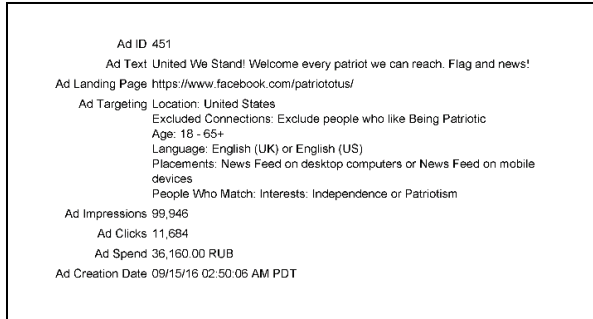 Ad ID 451
Ad Text United We Stand! Welcome every patriot we can reach. Flag and news!
Ad Landing Page https://www.facebook.com/patriototus/
Ad Targeting Location: United States
Excluded Connections: Exclude people who like Being Patriotic
Age: 18 - 65+
Language: English (UK) or English (US)
Placements: News Feed on desktop computers or News Feed on mobile
devices
People Who Match: Interests: Independence or Patriotism
Ad Impressions 99,946
Ad Clicks 11,684
Ad Spend 36,160.00 RUB
Ad Creation Date 09/15/16 02:50:06 AM PDT